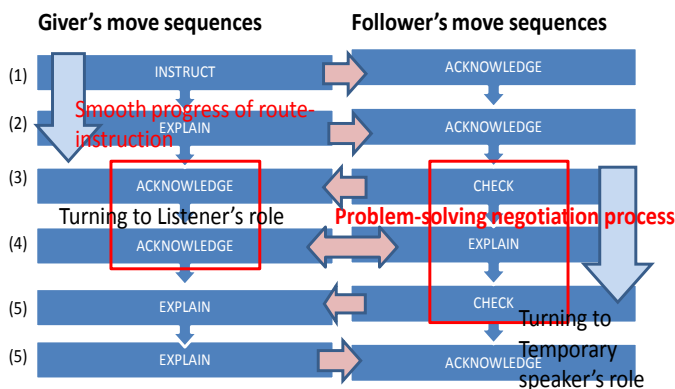 Giver's move sequences Follower's move sequences
(1) INSTRUCT ACKNOWLEDGE
Smooth progress of route-
(2) EXPLAIN ACKNOWLEDGE
instruction
(3) ACKNOWLEDGE CHECK
Turning to Listener's role Problem-solving negotiation process
(4) ACKNOWLEDGE EXPLAIN
(5) EXPLAIN CHECK
Turning to
Temporary
(5) EXPLAIN ACKNOWLEDGE
speaker's role